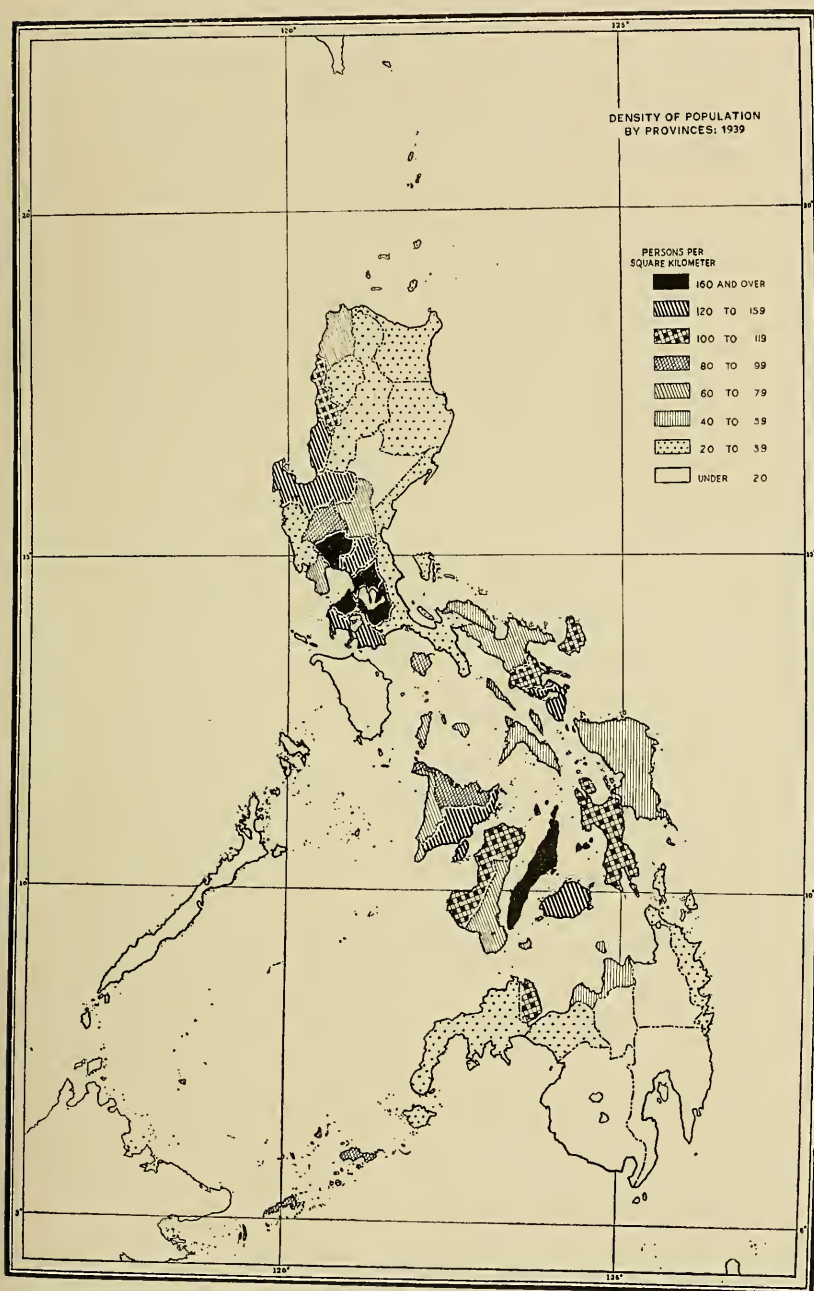 120°
125°
DENSITY OF POPULATION
BY PROVINCES: 1939
20
20
PERSONS PER
SQUARE KILOMETER
160 AND OVER
120 TO 159
100 TO 119
80 TO 99
60 TO 79
40 TO 59
20 TO 39
UNDER 20
15
15
10
10
5
5
120°
125°